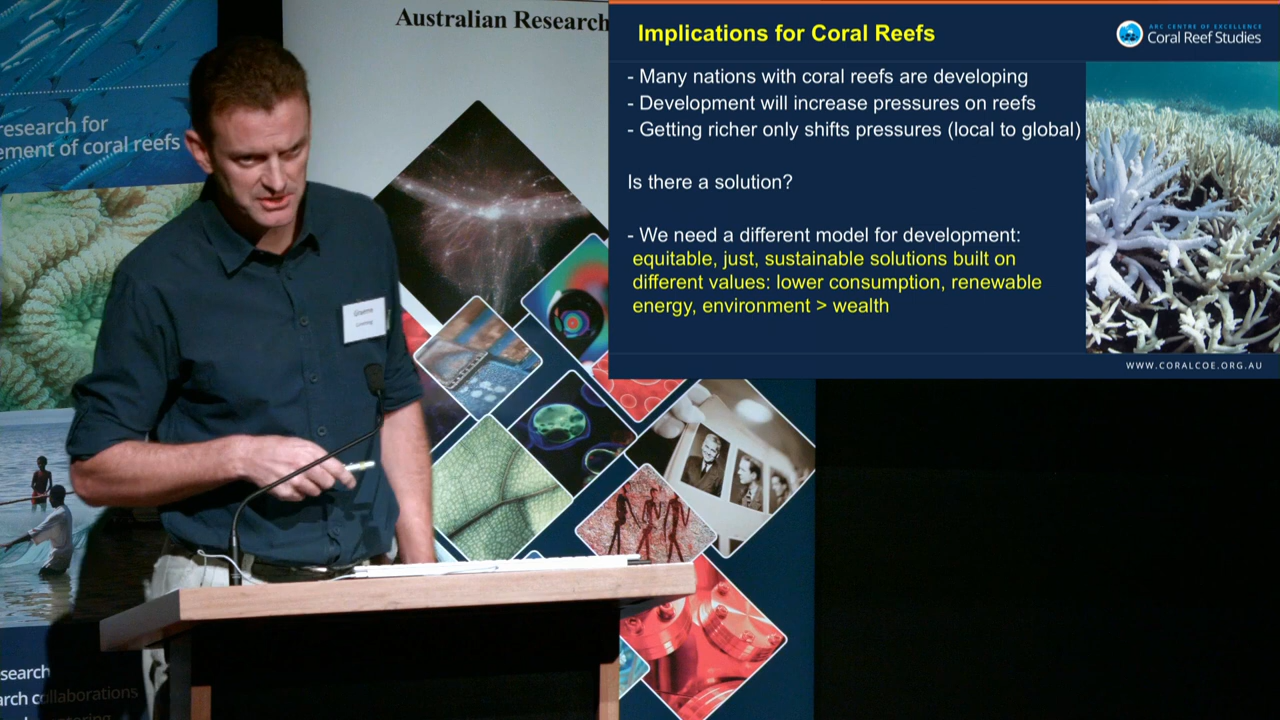 Australian Research
research for
ement of coral reefs
Graeme
Implications for Coral Reefs
ARC CENTRE OF EXCELLENCE
Coral Reef Studies
- Many nations with coral reefs are developing
- Development will increase pressures on reefs
- Getting richer only shifts pressures (local to global)
Is there a solution?
- We need a different model for development:
equitable, just, sustainable solutions built on
different values: lower consumption, renewable
energy, environment > wealth
WWW.CORALCOE.ORG.AU
search
arch collaborations